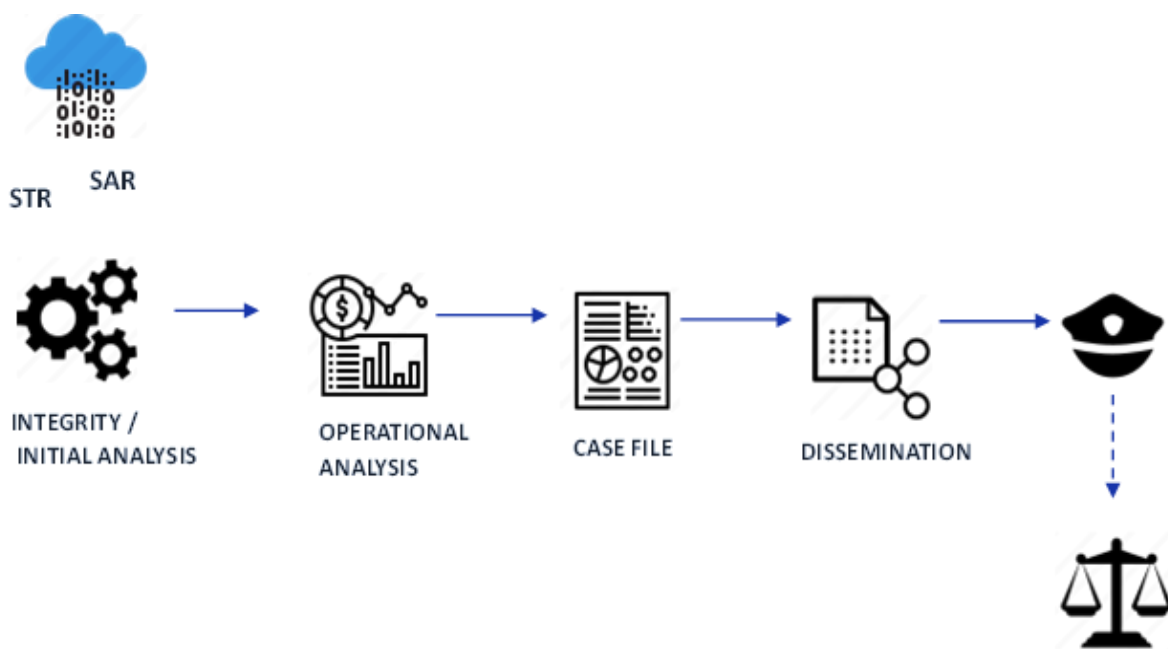 STR
SAR
INTEGRITY /
INITIAL ANALYSIS
OPERATIONAL
ANALYSIS
CASE FILE
DISSEMINATION